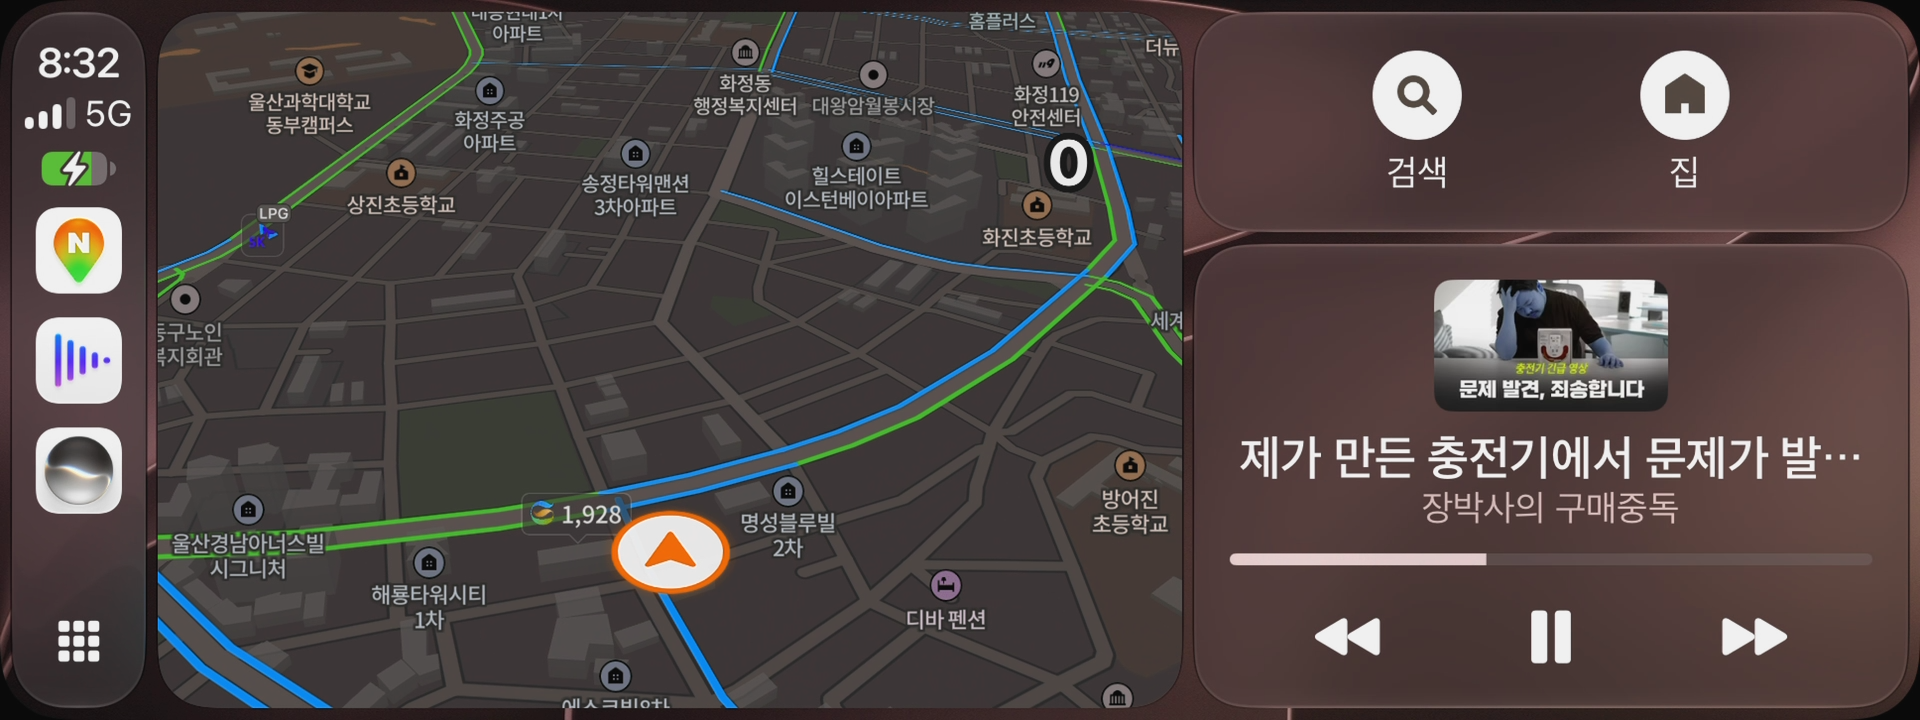 8:32
5G
아파트
홈플러스
더뉴
울산과학대학교
동부캠퍼스
화정주공
아파트
화정동
행정복지센터
대왕암월봉시장
화정119
안전센터
0
상진초등학교
송정타워맨션
3차아파트
힐스테이트
이스턴베이아파트
화진초등학교
LPG
SK
N
세계
1,928
울산경남아너스빌
시그니처
해룡타워시티
1차
명성블루빌
2차
방어진
초등학교
디바 펜션
검색
집
충전기 긴급 영상
문제 발견, 죄송합니다
제가 만든 충전기에서 문제가 발…
장박사의 구매중독